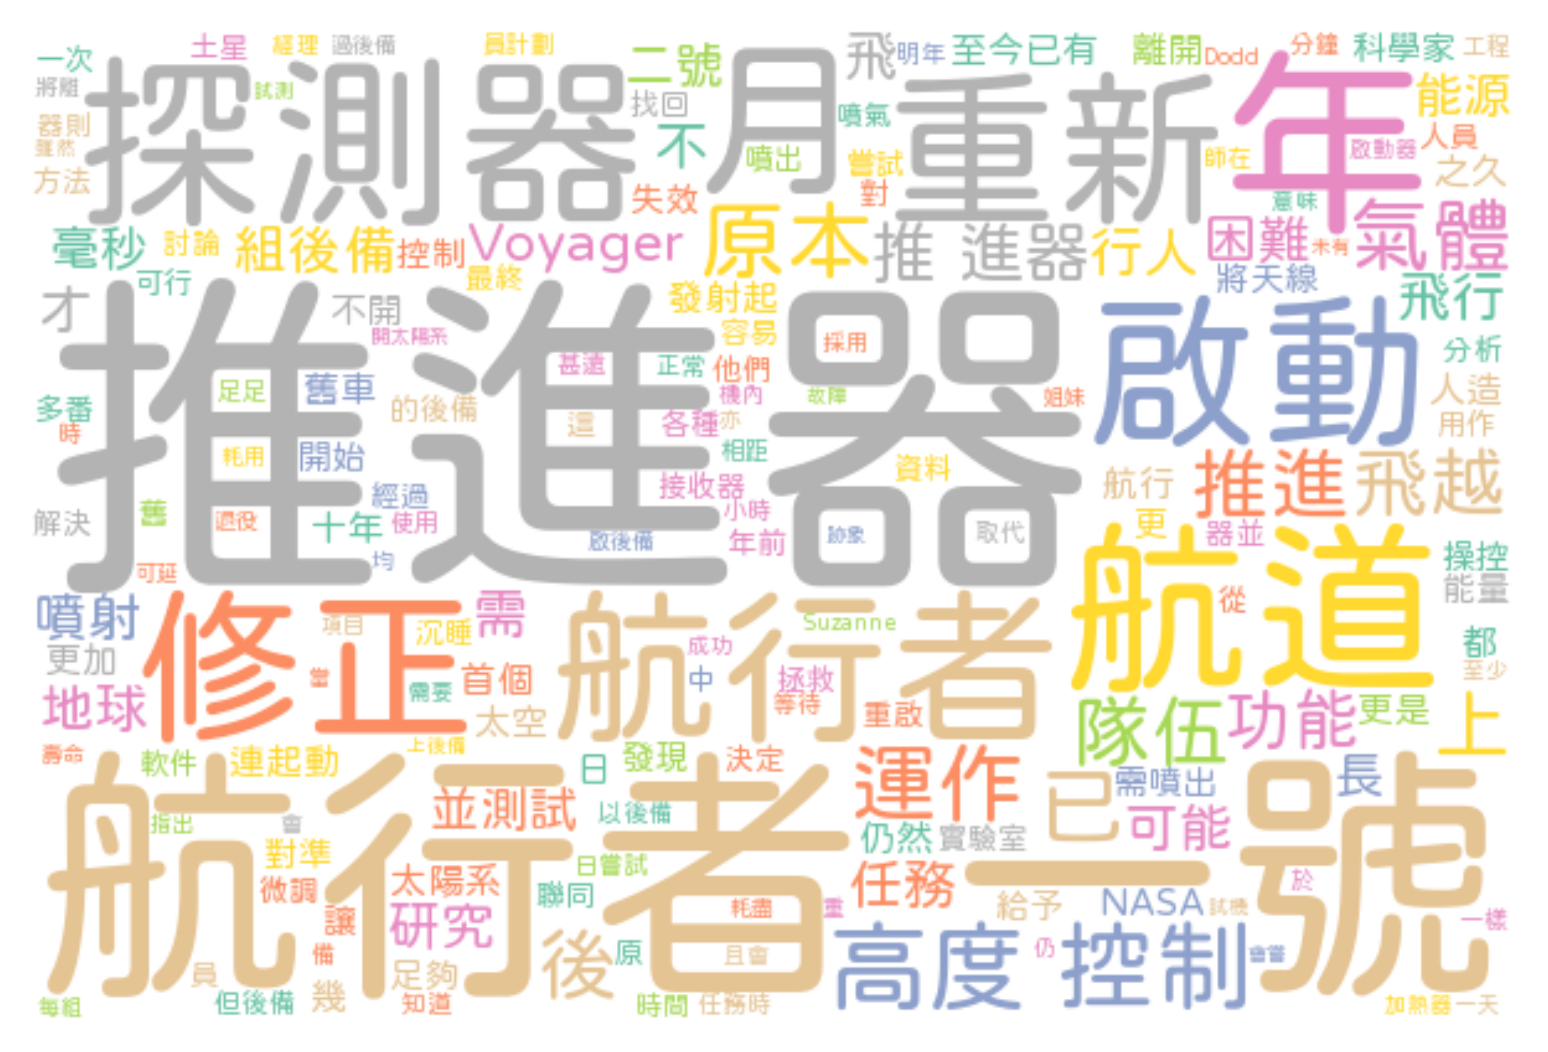 一次
土星
經理
過後備
員計劃
二號
飛
明年
至今已有
離開
Dodd
分鐘
科學家
工程
將離
試測
探測器
找回
月
噴氣
重新
年
能源
器則
雖然
不
噴出
嘗試
師在
啟動器
人員
方法
失效
對
意味
之久
毫秒
討論
組後備
控制
Voyager
原本
推 進器
行人
困難
未有
氣體
可行
最終
發射起
將天線
飛行
才
不開
開太陽系
容易
採用
啟動
分析
推進器
甚遠
正常
他們
足足
舊車
的後備
機內
故障
姐妹
人造
多番
時
這
各種
亦
用作
耗用
開始
相距
資料
航行
推進
飛越
經過
接收器
解決
舊
退役
十年
使用
小時
啟後備
年前
跡象
取代
更
器並
可延
均
航道
操控
能量
噴射
修正
項目
沉睡
需
航行者
Suzanne
從
更加
成功
都
至少
地球
需要
首個
中
拯救
太空
等待
重啟
隊伍
功能
更是
上
壽命
軟件
連起動
上後備
日
發現
決定
運作
已
需噴出
長
航行者一號
指出
會
並測試
以後備
仍然
實驗室
可能
對準
微調
太陽系
日嘗試
聯同
任務
給予
NASA
試機
於
讓
研究
耗盡
重
一樣
備
後
原
且會
高度
仍
控制
會嘗
員
足夠
每組
但後備
幾
知道
時間
任務時
加熱器
一天